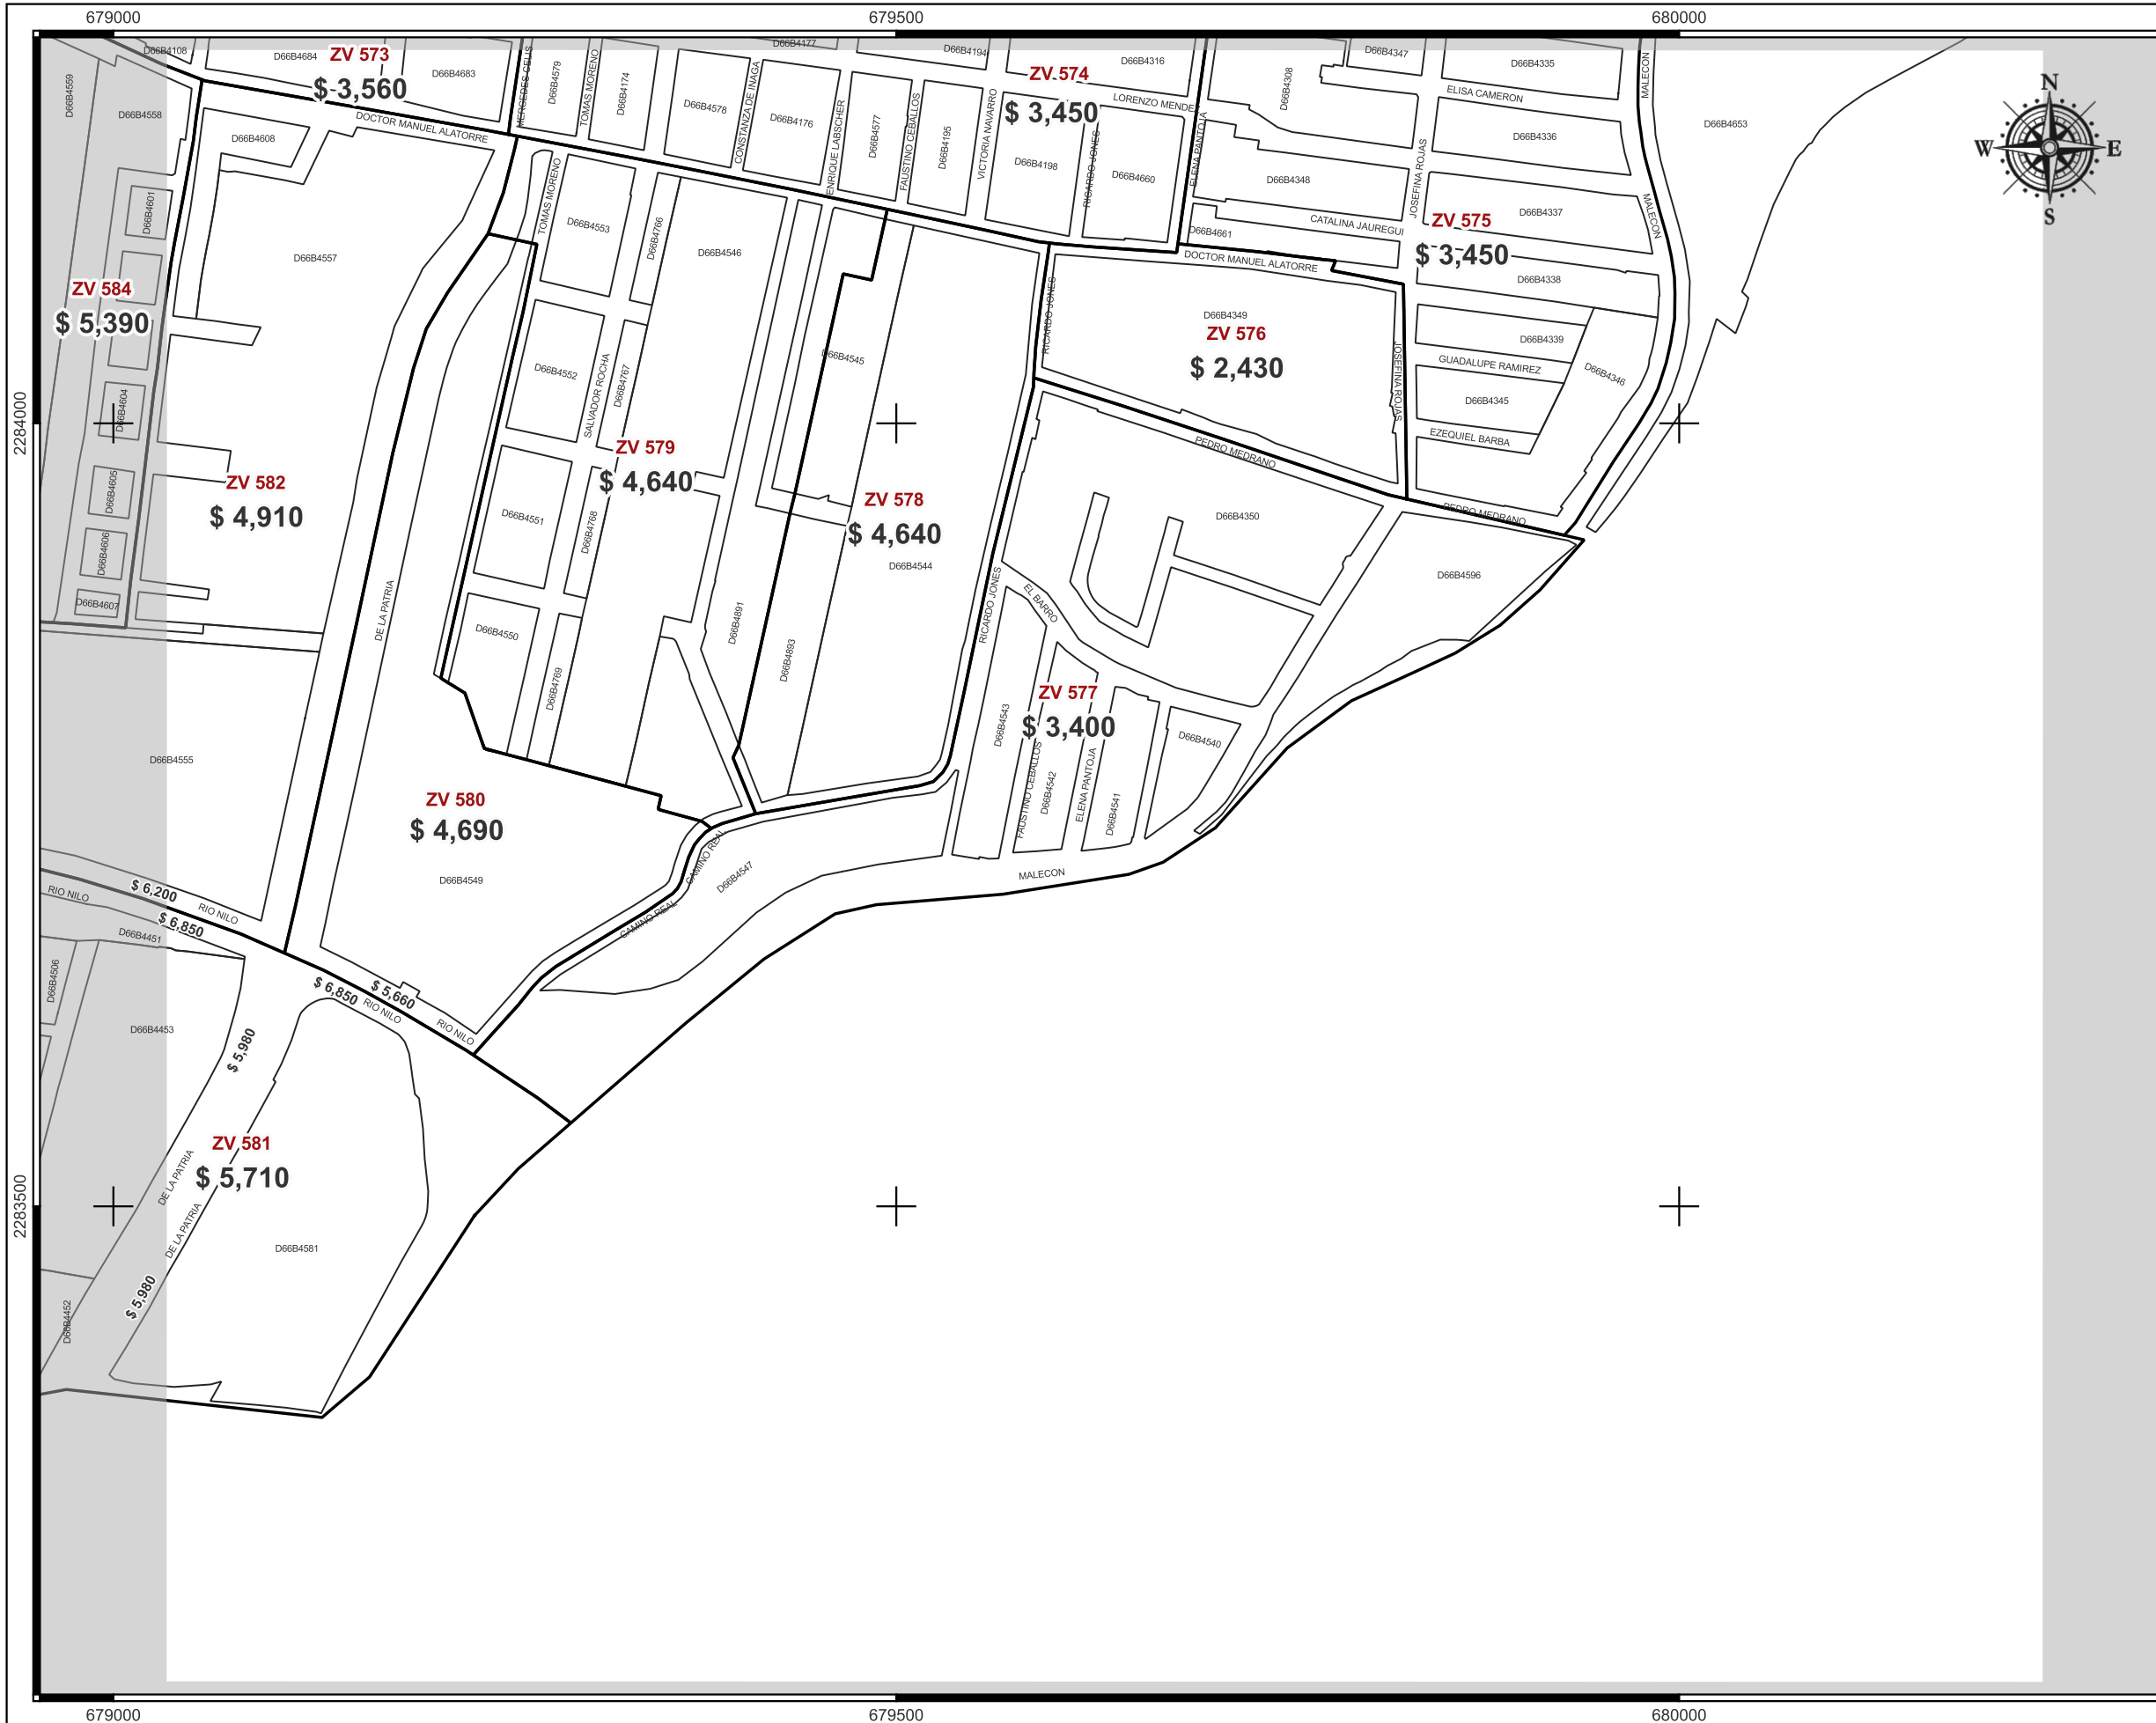 679000
679500
680000
D66B4108
D66B4684
ZV 573
$ 3,560
D66B4683
MERCEDES CELIS
D66B4579
TOMAS MORENO
D66B4174
D66B4578
CONSTANZA DE INAGA
D66B4177
D66B4176
ENRIQUE LABSCHER
D66B4577
FAUSTINO CEBALLOS
D66B4195
D66B4194
VICTORIA NAVARRO
ZV 574
$ 3,450
D66B4316
LORENZO MENDE
D66B4198
RICARDO JONES
D66B4660
ELENA PANTOJA
D66B4308
D66B4347
D66B4335
ELISA CAMERON
D66B4336
MALECON
D66B4653
N
W
E
S
D66B4559
D66B4558
D66B4608
DOCTOR MANUEL ALATORRE
D66B4601
D66B4557
TOMAS MORENO
D66B4553
D66B4766
D66B4546
D66B4348
CATALINA JAUREGUI
JOSEFINA ROJAS
D66B4337
MALECON
ZV 575
$ 3,450
D66B4661
DOCTOR MANUEL ALATORRE
D66B4338
ZV 584
$ 5,390
D66B4349
ZV 576
$ 2,430
RICARDO JONES
JOSEFINA ROJAS
D66B4339
GUADALUPE RAMIREZ
D66B4346
D66B4345
EZEQUIEL BARBA
D66B4545
D66B4552
SALVADOR ROCHA
D66B4767
D66B4604
2284000
ZV 579
$ 4,640
PEDRO MEDRANO
D66B4605
ZV 582
$ 4,910
D66B4551
D66B4768
ZV 578
$ 4,640
D66B4544
D66B4350
PEDRO MEDRANO
D66B4606
D66B4607
DE LA PATRIA
D66B4550
D66B4769
D66B4891
D66B4893
RICARDO JONES
EL BARRO
D66B4596
ZV 577
$ 3,400
D66B4543
FAUSTINO CEBALLOS
D66B4542
ELENA PANTOJA
D66B4541
D66B4540
D66B4555
ZV 580
$ 4,690
D66B4549
CAMINO REAL
D66B4547
CAMINO REAL
MALECON
RIO NILO
$ 6,200
RIO NILO
$ 6,850
D66B4451
D66B4506
$ 6,850
$ 5,660
RIO NILO
RIO NILO
D66B4453
$ 5,980
ZV 581
$ 5,710
DE LA PATRIA
DE LA PATRIA
2283500
D66B4581
$ 5,980
D66B4452
679000
679500
680000